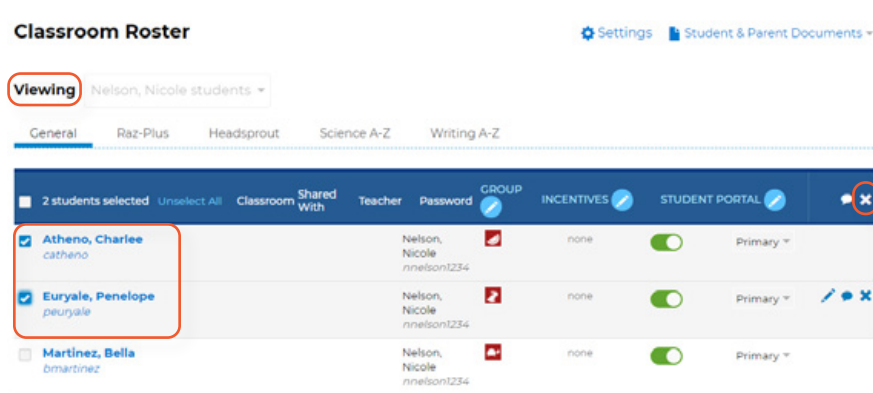 Classroom Roster
Settings Student & Parent Documents
Viewing Nelson, Nicole students
General Raz-Plus Headsprout Science A-Z Writing A-Z
2 students selected Unselect All Classroom Shared With Teacher Password GROUP INCENTIVES STUDENT PORTAL
Atheno, Charlee
catheno
Nelson,
Nicole
nnelson1234
none
Primary
Euryale, Penelope
peuryale
Nelson,
Nicole
nnelson1234
none
Primary
Martinez, Bella
bmartinez
Nelson,
Nicole
nnelson1234
none
Primary